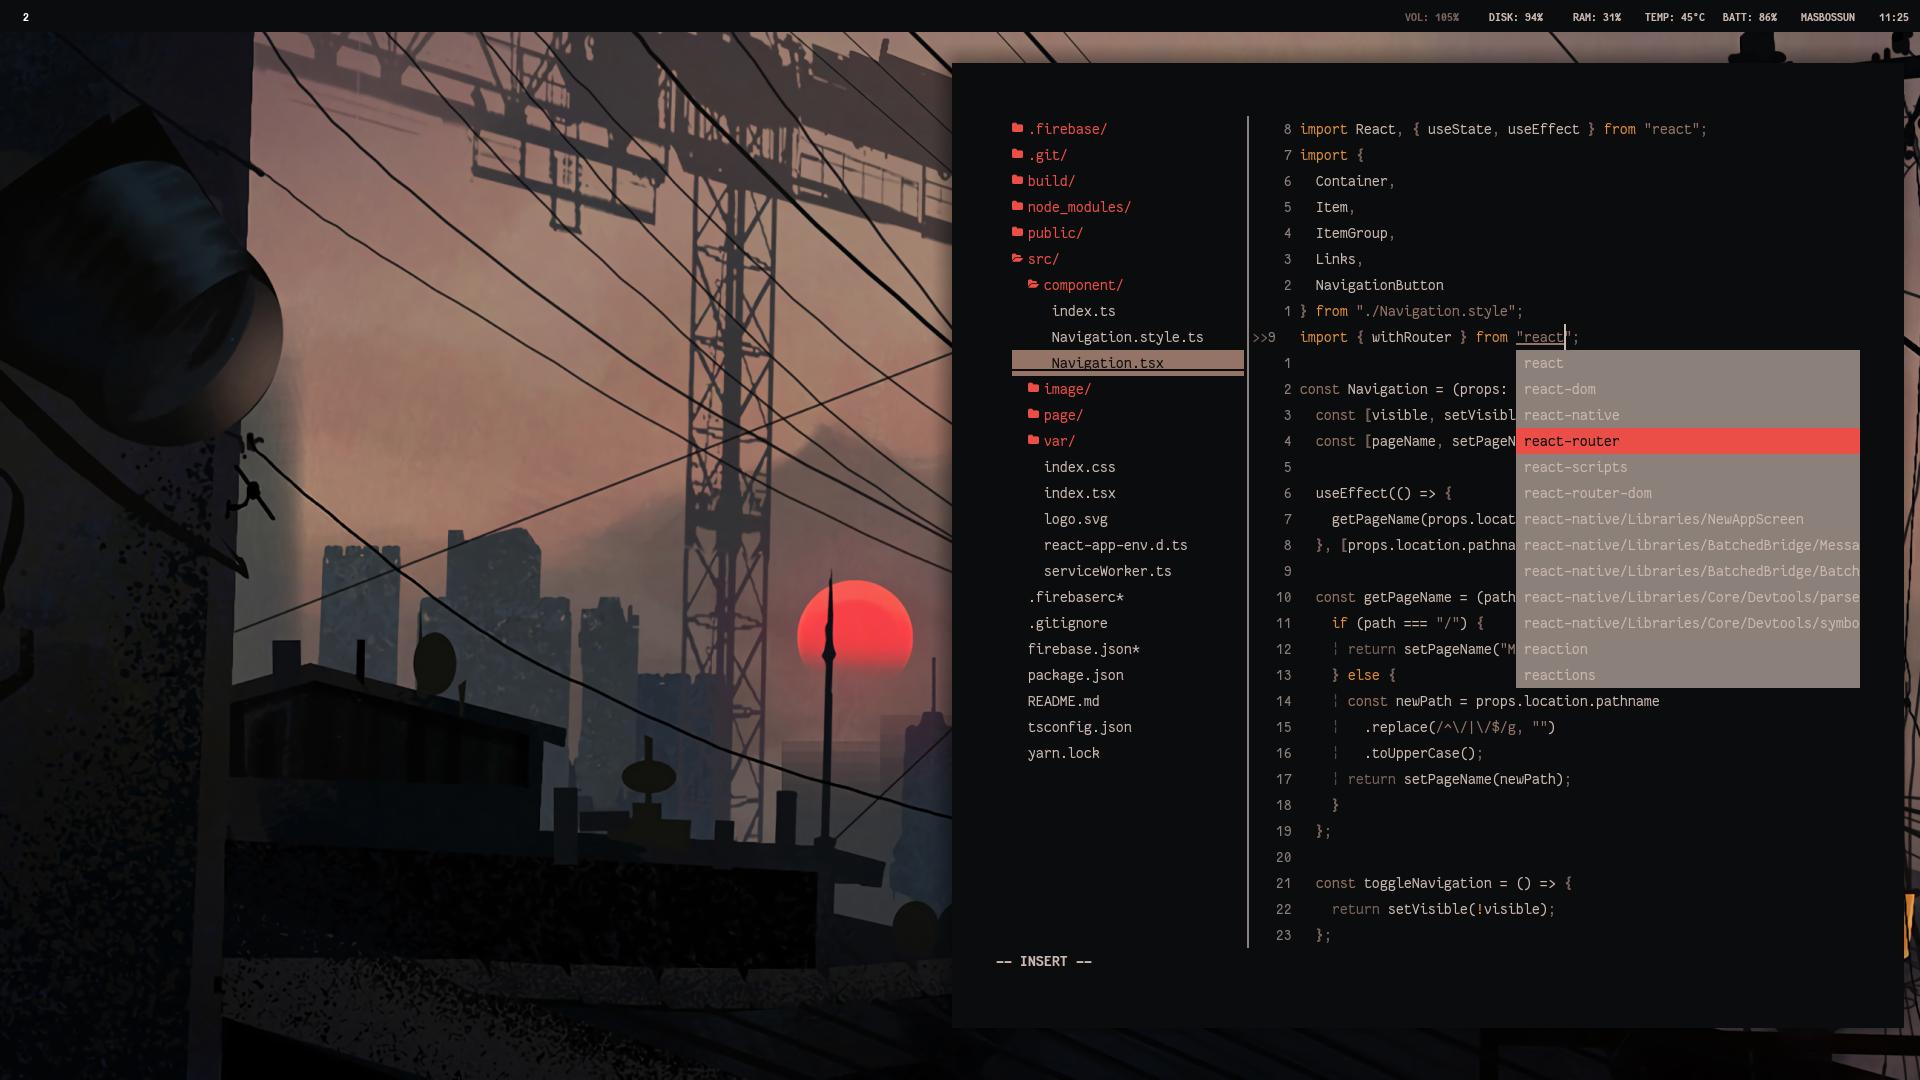 2
VOL: 105% DISK: 94% RAM: 31% TEMP: 45°C BATT: 86% MASBOSSUN 11:25
.firebase/
.git/
build/
node_modules/
public/
src/
component/
index.ts
Navigation.style.ts
Navigation.tsx
image/
page/
var/
index.css
index.tsx
logo.svg
react-app-env.d.ts
serviceWorker.ts
.firebaserc*
.gitignore
firebase.json*
package.json
README.md
tsconfig.json
yarn.lock
8 import React, { useState, useEffect } from "react";
7 import {
6 Container,
5 Item,
4 ItemGroup,
3 Links,
2 NavigationButton
1 } from "./Navigation.style";
>>9 import { withRouter } from "react";
1
2 const Navigation = (props:
3 const [visible, setVisibl
4 const [pageName, setPageN
5
6 useEffect(() => {
7 getPageName(props.locat
8 }, [props.location.pathna
9
10 const getPageName = (path
11 if (path === "/") {
12 ¦ return setPageName("M
13 } else {
14 ¦ const newPath = props.location.pathname
15 ¦ .replace(/^\/|\/$/g, "")
16 ¦ .toUpperCase();
17 ¦ return setPageName(newPath);
18 }
19 };
20
21 const toggleNavigation = () => {
22 return setVisible(!visible);
23 };
react
react-dom
react-native
react-router
react-scripts
react-router-dom
react-native/Libraries/NewAppScreen
react-native/Libraries/BatchedBridge/Messa
react-native/Libraries/BatchedBridge/Batch
react-native/Libraries/Core/Devtools/parse
react-native/Libraries/Core/Devtools/symbo
reaction
reactions
-- INSERT --